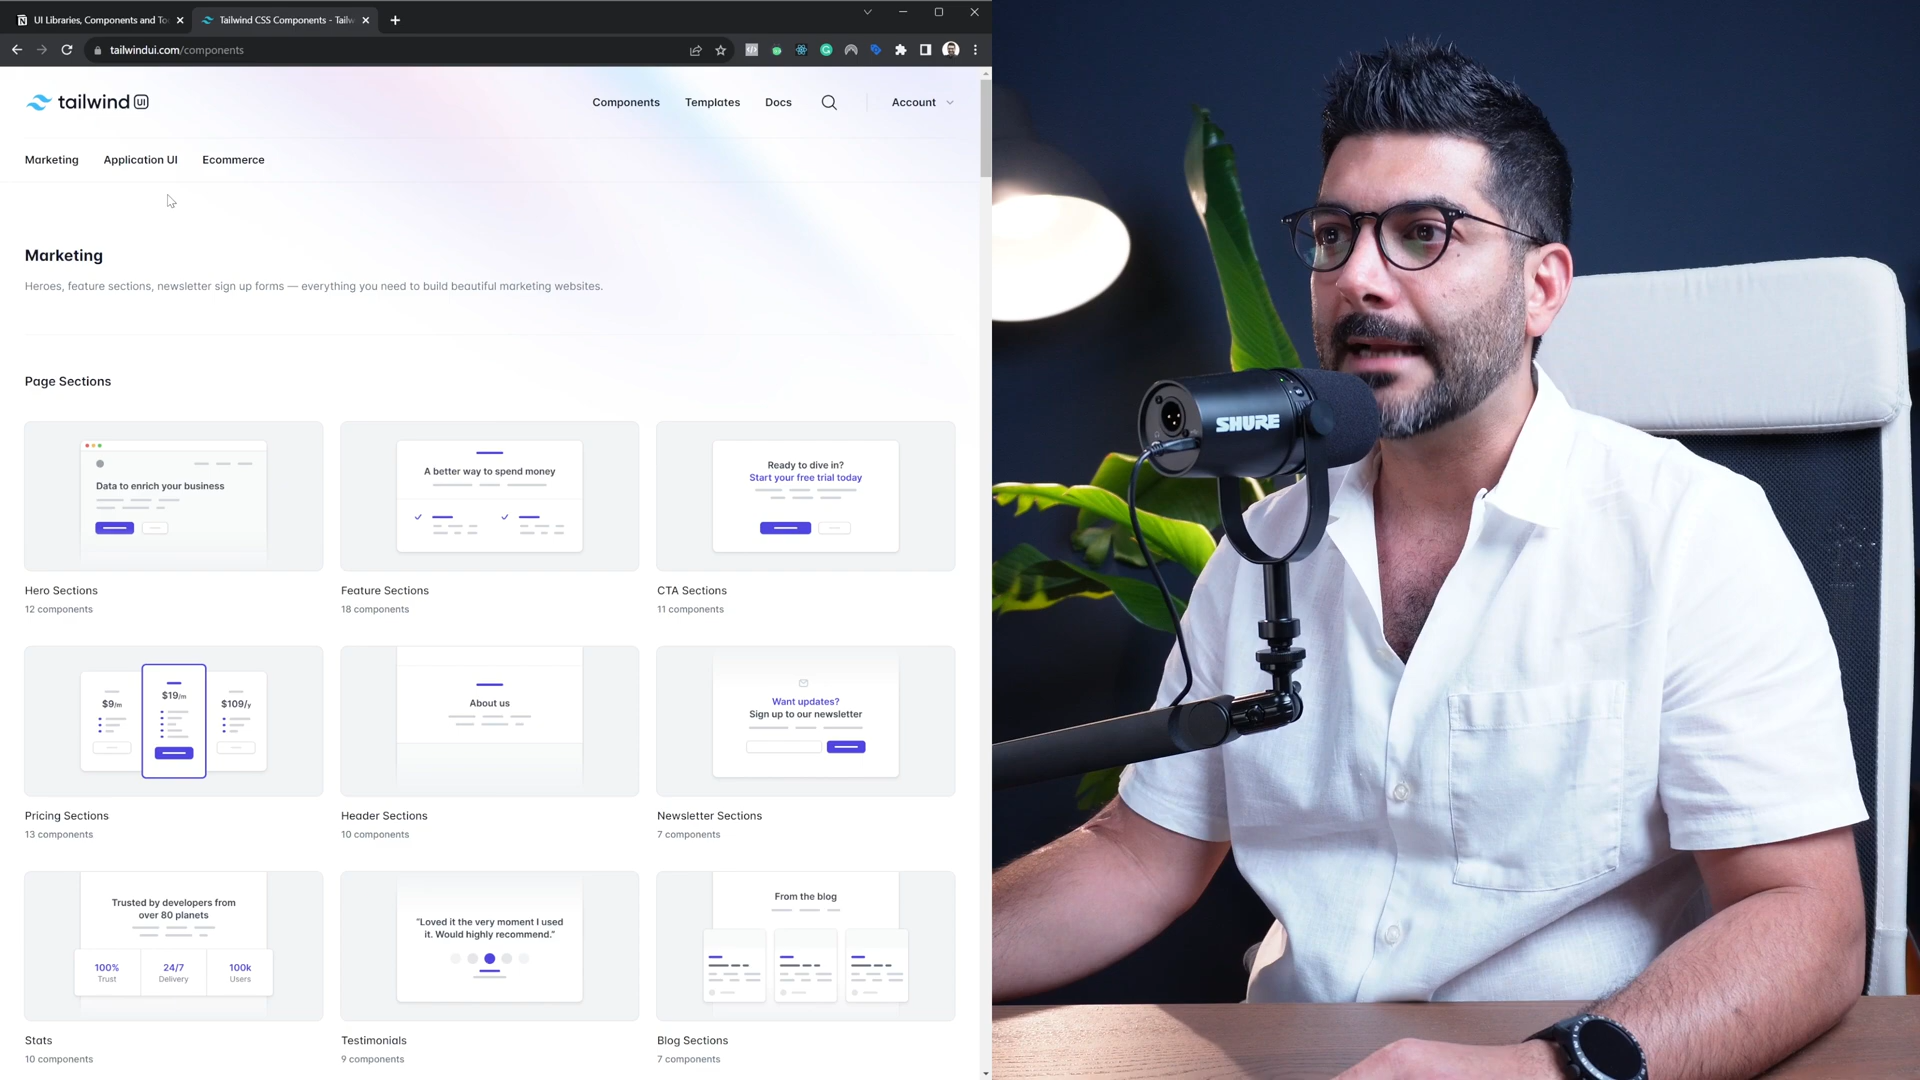 UI Libraries, Components and To
Tailwind CSS Components - Tailw
tailwindui.com/components
tailwind UI
Components
Templates
Docs
Account
Marketing
Application UI
Ecommerce
Marketing
Heroes, feature sections, newsletter sign up forms — everything you need to build beautiful marketing websites.
Page Sections
Data to enrich your business
A better way to spend money
Ready to dive in?
Start your free trial today
Hero Sections
12 components
Feature Sections
18 components
CTA Sections
11 components
$9/m
$19/m
$109/y
About us
Want updates?
Sign up to our newsletter
Pricing Sections
13 components
Header Sections
10 components
Newsletter Sections
7 components
Trusted by developers from
over 80 planets
100%
Trust
24/7
Delivery
100k
Users
"Loved it the very moment I used
it. Would highly recommend."
From the blog
Stats
10 components
Testimonials
9 components
Blog Sections
7 components
SHURE